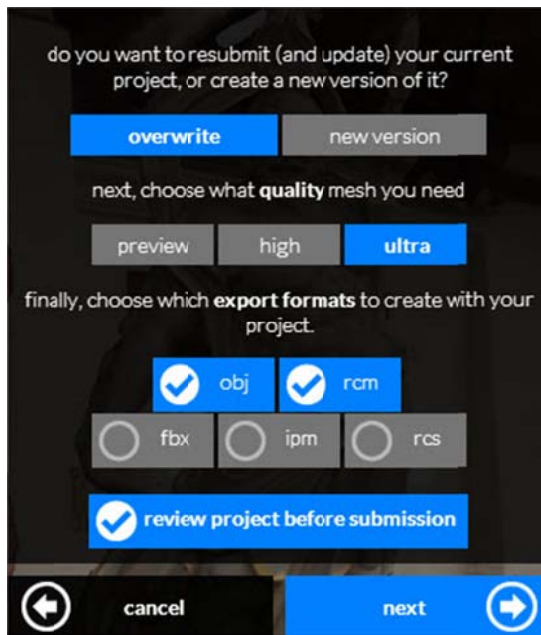 do you want to resubmit (and update) your current
project, or create a new version of it?
overwrite new version
next, choose what quality mesh you need
preview high ultra
finally, choose which export formats to create with your
project.
obj rcm
fbx ipm rcs
review project before submission
cancel next